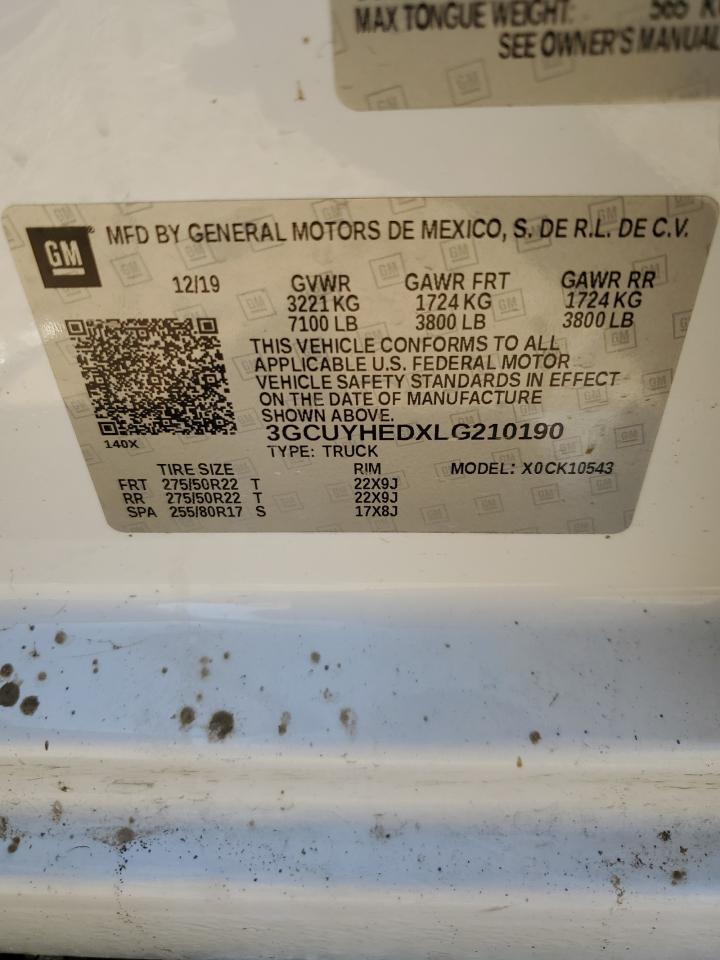 MAX TONGUE WEIGHT: 565 K
SEE OWNER'S MANUAL
GM
MFD BY GENERAL MOTORS DE MEXICO, S. DE R.L. DE C.V.
12/19 GVWR GAWR FRT GAWR RR
3221 KG 1724 KG 1724 KG
7100 LB 3800 LB 3800 LB
THIS VEHICLE CONFORMS TO ALL
APPLICABLE U.S. FEDERAL MOTOR
VEHICLE SAFETY STANDARDS IN EFFECT
ON THE DATE OF MANUFACTURE
SHOWN ABOVE.
3GCUYHEDXLG210190
140X
TYPE: TRUCK
TIRE SIZE RIM MODEL: X0CK10543
FRT 275/50R22 T 22X9J
RR 275/50R22 T 22X9J
SPA 255/80R17 S 17X8J